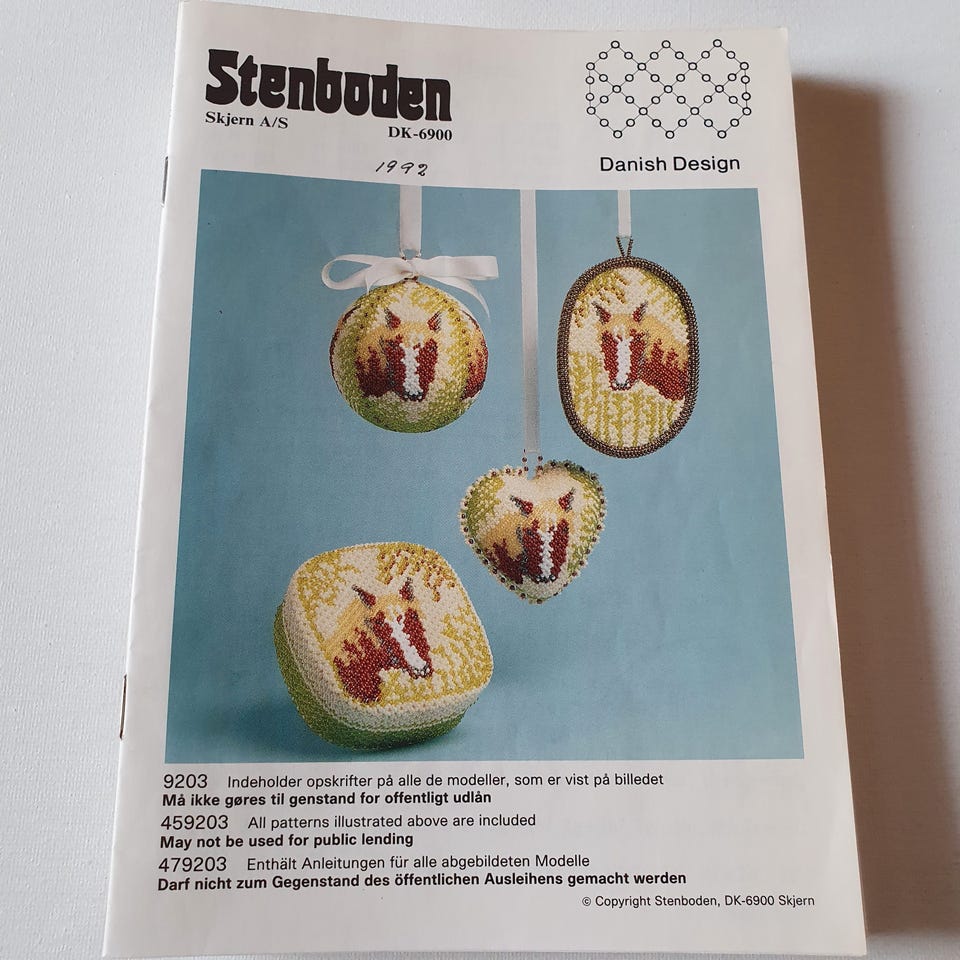 Stenboden
Skjern A/S
DK-6900
1992
Danish Design
9203 Indeholder opskrifter på alle de modeller, som er vist på billedet
Må ikke gøres til genstand for offentligt udlån
459203 All patterns illustrated above are included
May not be used for public lending
479203 Enthält Anleitungen für alle abgebildeten Modelle
Darf nicht zum Gegenstand des öffentlichen Ausleihens gemacht werden
© Copyright Stenboden, DK-6900 Skjern